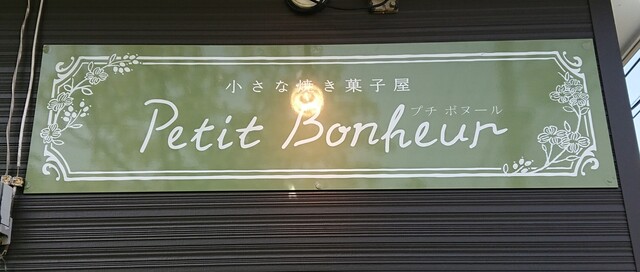 小さな焼き菓子屋
プチ ボヌール
Petit Bonheur